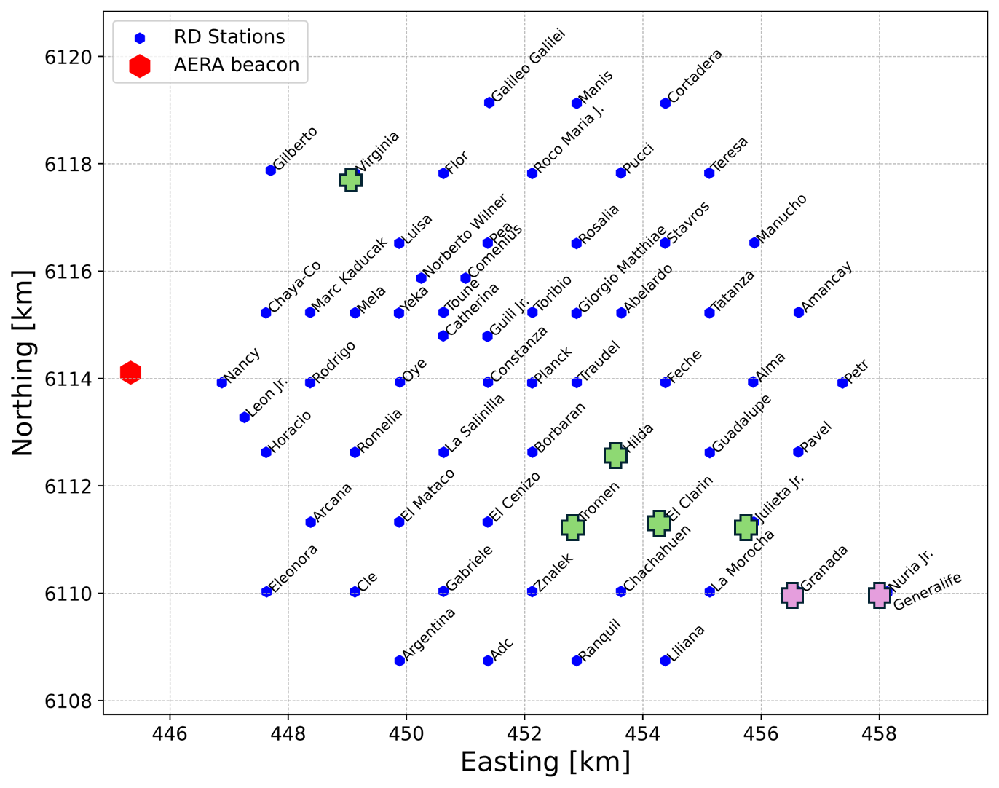 RD Stations
AERA beacon
Galileo Galilei
Manis
Cortadera
Gilberto
Virginia
Flor
Roco Maria J.
Pucci
Teresa
Luisa
Norberto Wilner
Pea
Comenius
Rosalia
Giorgio Matthiae
Stavros
Manucho
Chaya-Co
Marc Kaducak
Mela
Yeka
Toune
Catherina
Guili Jr.
Toribio
Abelardo
Tatanza
Amancay
Nancy
Leon Jr.
Rodrigo
Oye
Constanza
Planck
Traudel
Feche
Alma
Petr
Horacio
Romelia
La Salinilla
Borbaran
Hilda
Guadalupe
Pavel
Arcana
El Mataco
El Cenizo
Tromen
El Clarin
Julieta Jr.
Eleonora
Cle
Gabriele
Znalek
Chachahuen
La Morocha
Granada
Nuria Jr.
Generalife
Argentina
Adc
Ranquil
Liliana
6120
6118
6116
6114
6112
6110
6108
446
448
450
452
454
456
458
Northing [km]
Easting [km]